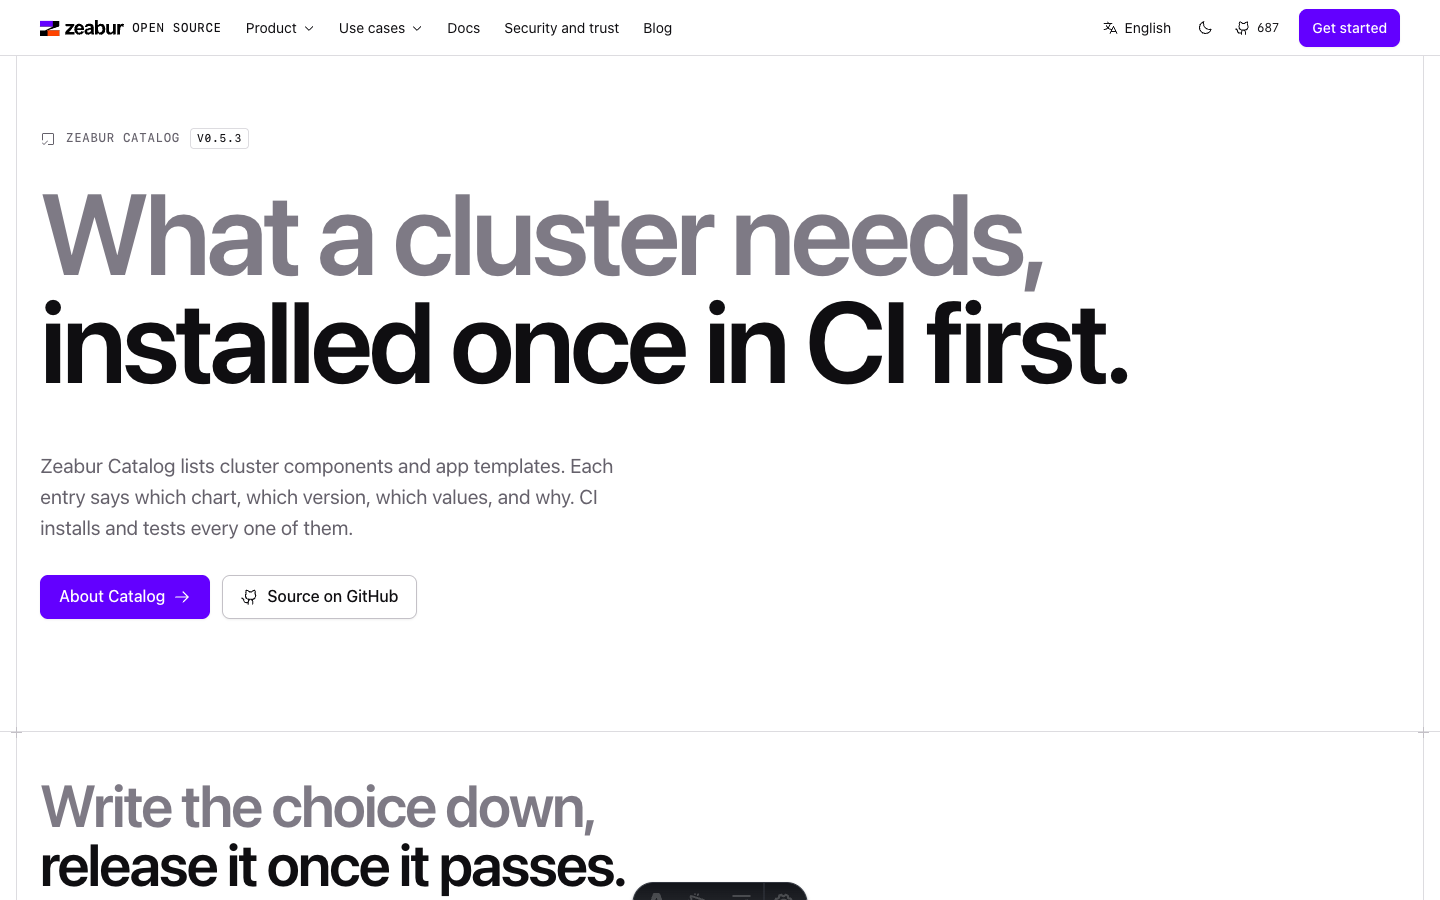 zeabur OPEN SOURCE Product Use cases Docs Security and trust Blog English 687 Get started
ZEABUR CATALOG V0.5.3
What a cluster needs,
installed once in CI first.
Zeabur Catalog lists cluster components and app templates. Each
entry says which chart, which version, which values, and why. CI
installs and tests every one of them.
About Catalog Source on GitHub
Write the choice down,
release it once it passes.